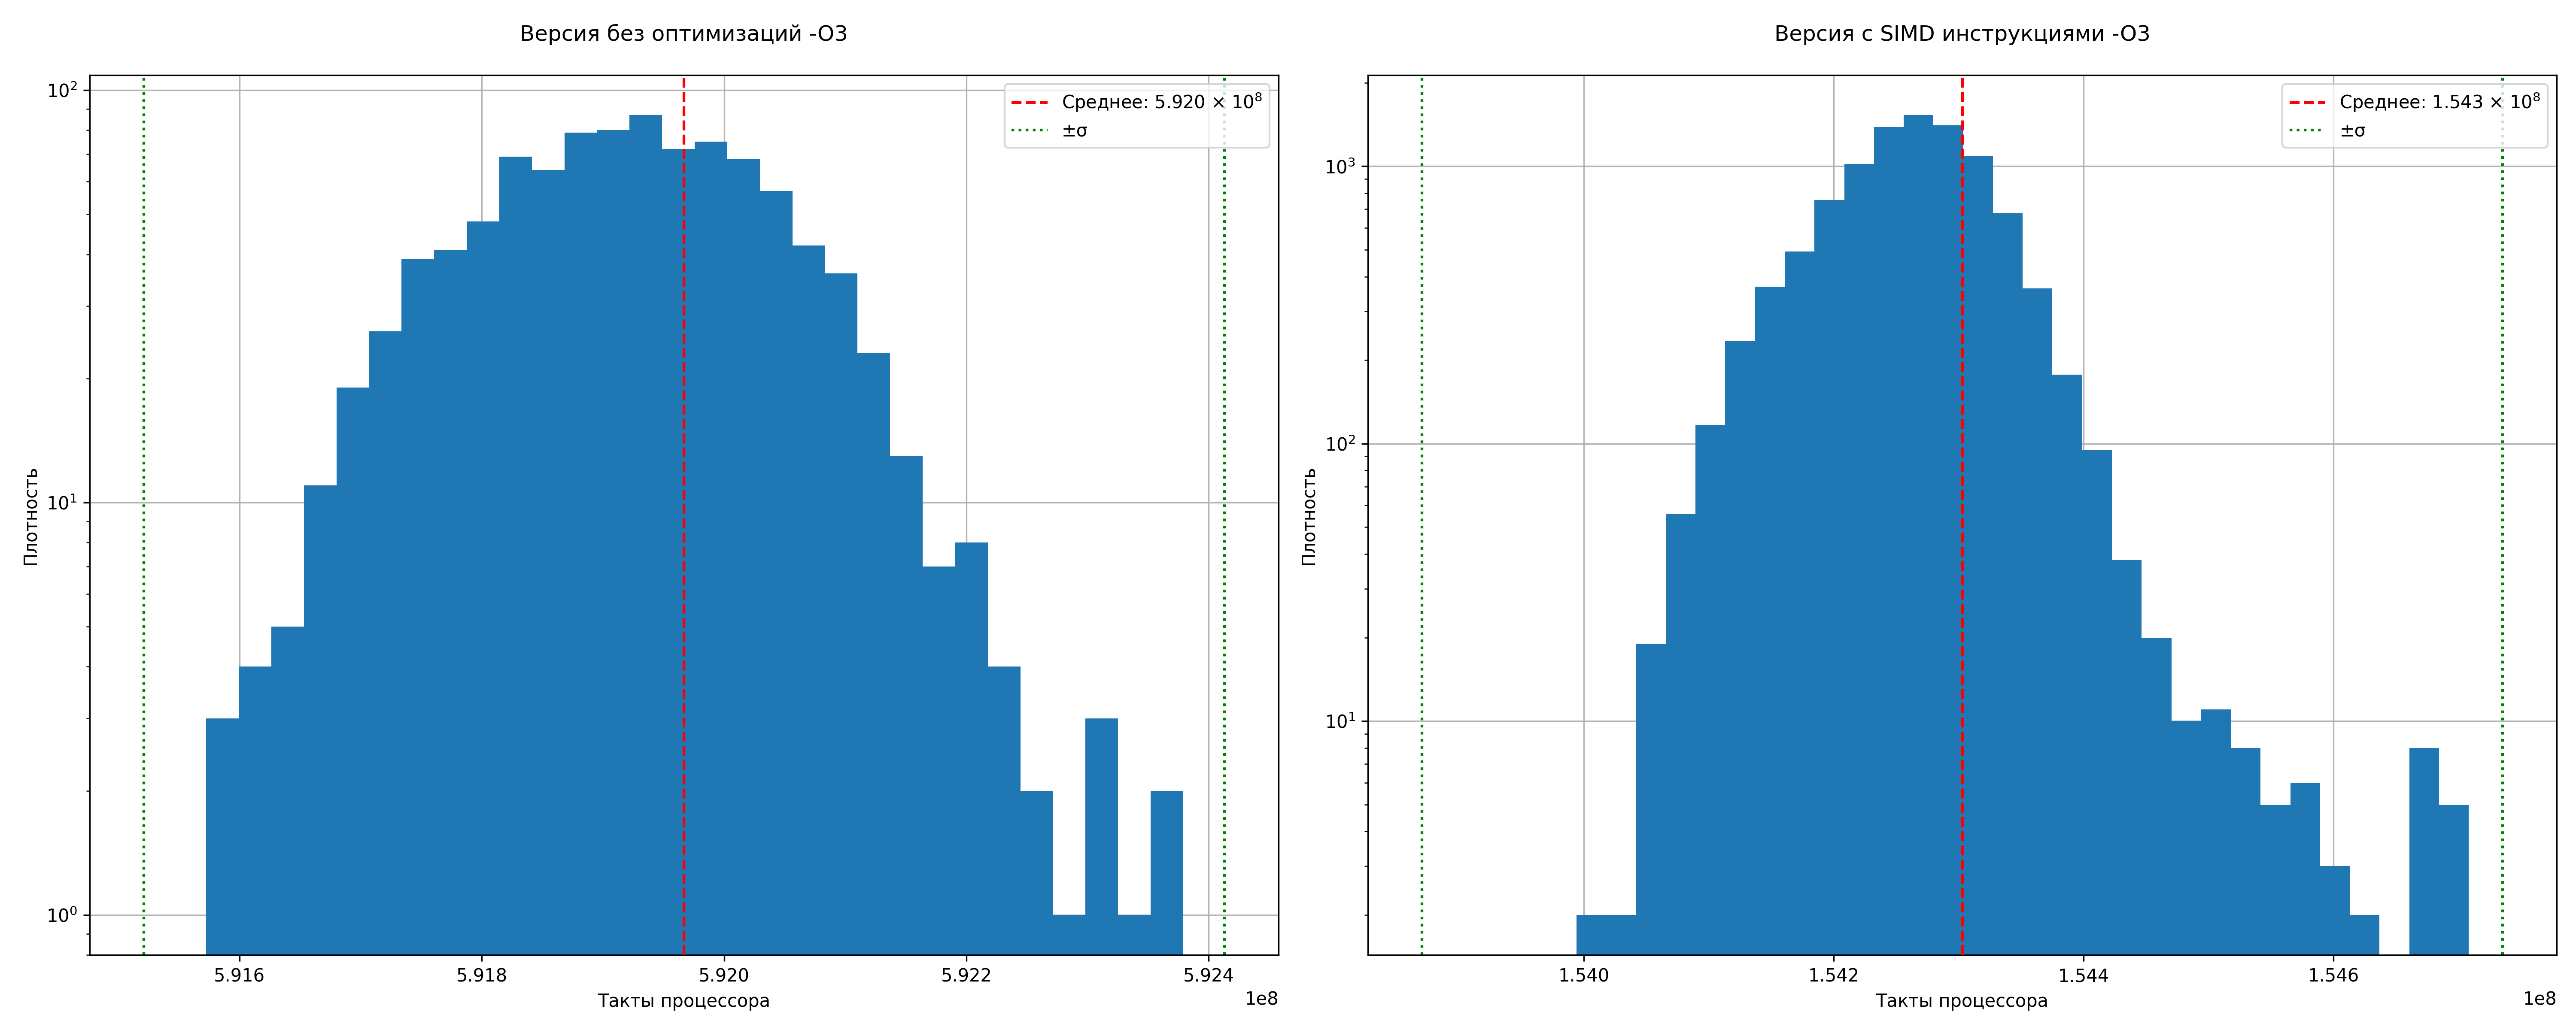 Версия без оптимизаций -O3
Среднее: 5.920 × 10⁸
±σ
Плотность
10²
10¹
10⁰
5.916 5.918 5.920 5.922 5.924
1e8
Такты процессора
Версия с SIMD инструкциями -O3
Среднее: 1.543 × 10⁸
±σ
Плотность
10³
10²
10¹
1.540 1.542 1.544 1.546
1e8
Такты процессора